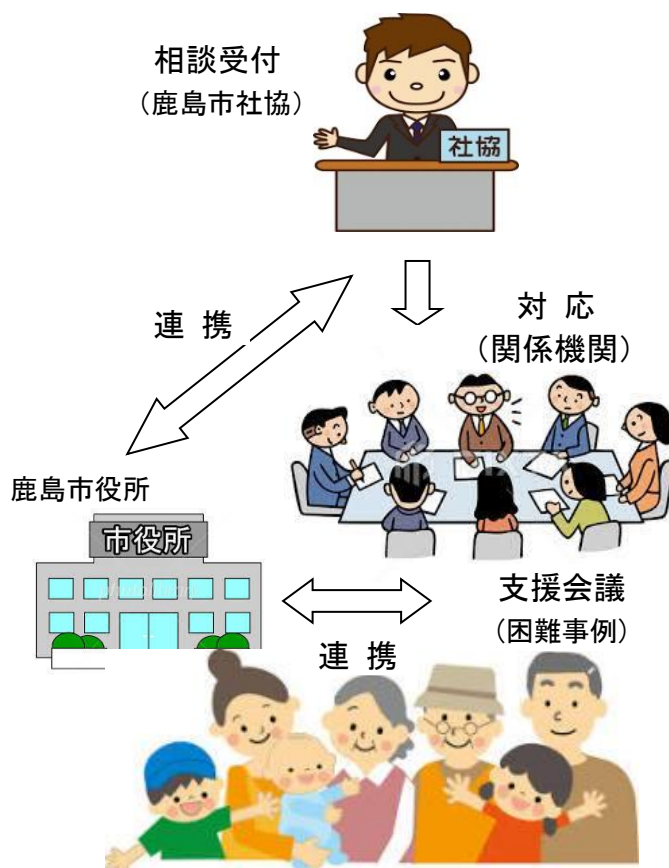 相談受付
（鹿島市社協）
社協
連 携
対 応
（関係機関）
鹿島市役所
市役所
支援会議
（困難事例）
連 携